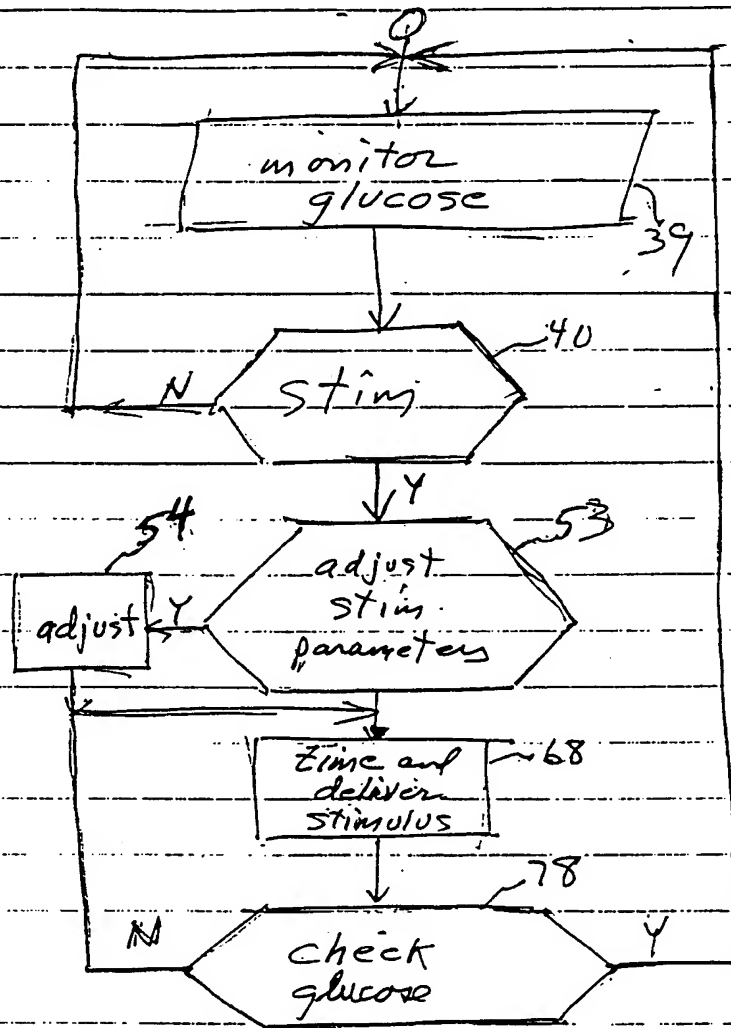 monitor
glucose
39
40
stim
N
Y
54
53
adjust
stim.
parameters
adjust
Y
time and
deliver
stimulus
68
78
N
check
glucose
Y